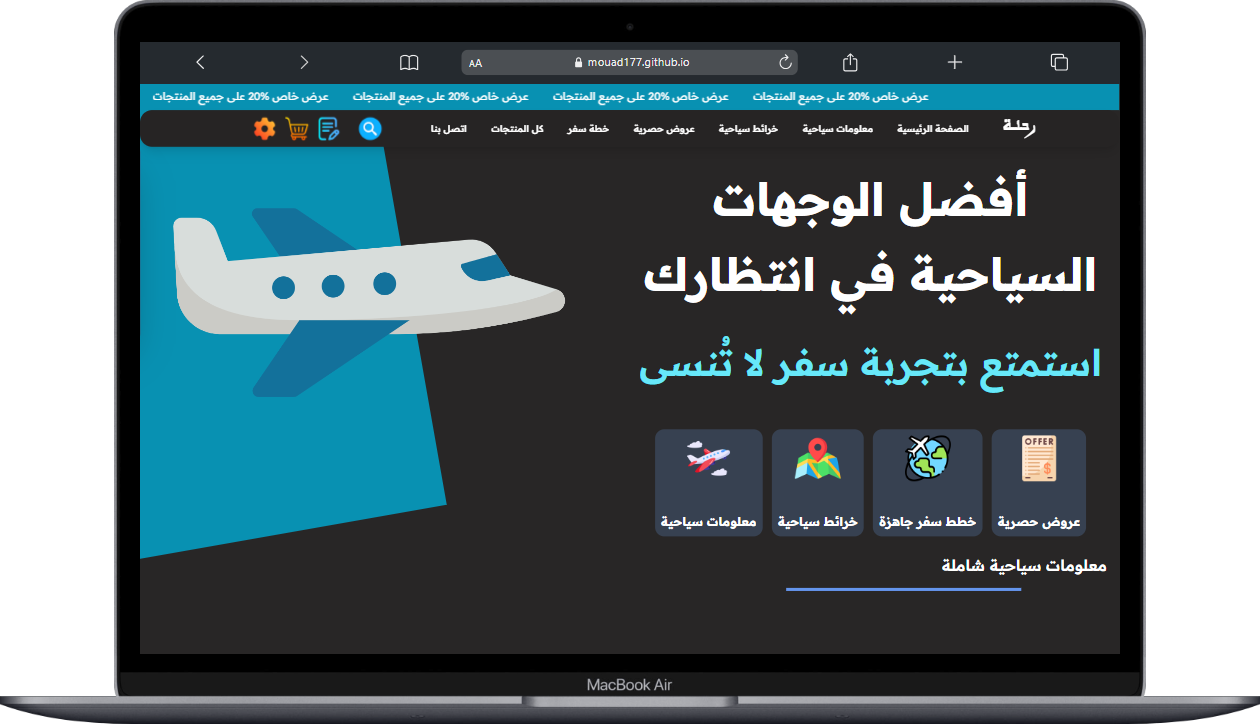 AA
mouad177.github.io
عرض خاص 20% على جميع المنتجات عرض خاص 20% على جميع المنتجات عرض خاص 20% على جميع المنتجات عرض خاص 20% على جميع المنتجات
رحلة
الصفحة الرئيسية معلومات سياحية خرائط سياحية عروض حصرية خطة سفر كل المنتجات اتصل بنا
أفضل الوجهات
السياحية في انتظارك
استمتع بتجربة سفر لا تُنسى
OFFER
$
عروض حصرية
خطط سفر جاهزة
خرائط سياحية
معلومات سياحية
معلومات سياحية شاملة
MacBook Air